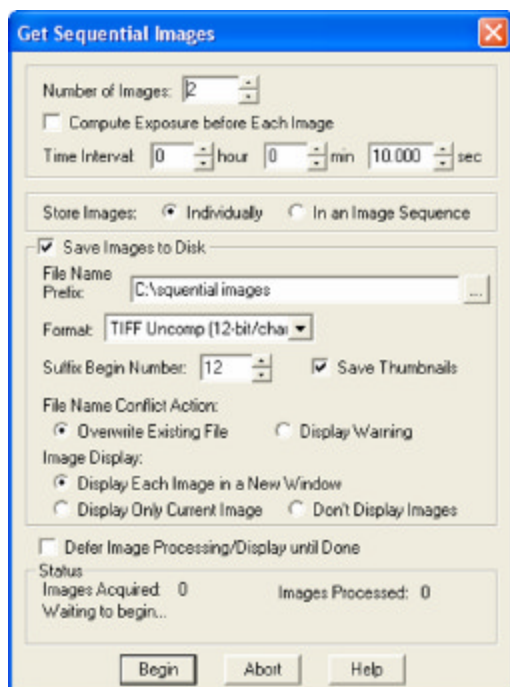 Get Sequential Images
Number of Images: 2
Compute Exposure before Each Image
Time Interval: 0 hour 0 min 10.000 sec
Store Images: Individually In an Image Sequence
Save Images to Disk
File Name
Prefix: C:\squential images ...
Format: TIFF Uncomp (12-bit/char
Suffix Begin Number: 12 Save Thumbnails
File Name Conflict Action:
Overwrite Existing File Display Warning
Image Display:
Display Each Image in a New Window
Display Only Current Image Don't Display Images
Defer Image Processing/Display until Done
Status
Images Acquired: 0 Images Processed: 0
Waiting to begin...
Begin Abort Help